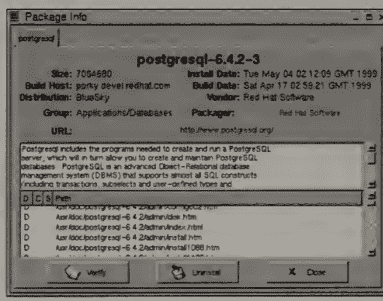 Package Info
postgresql
postgresql-6.4.2-3
Size: 7054680 Install Date: Tue May 04 02:12:09 GMT 1999
Build Host: porky.devel.redhat.com Build Date: Sat Apr 17 02:59:21 GMT 1999
Distribution: BlueSky Vendor: Red Hat Software
Group: Applications/Databases Packager: Red Hat Software
URL: http://www.postgresql.org/
Postgresql includes the programs needed to create and run a PostgreSQL
server, which will in turn allow you to create and maintain PostgreSQL
databases. PostgreSQL is an advanced Object-Relational database
management system (DBMS) that supports almost all SQL constructs
(including transactions, subselects and user-defined types and
D C S Path
D /usr/doc/postgresql-6.4.2/admin/dlex.htm
D /usr/doc/postgresql-6.4.2/admin/index.html
D /usr/doc/postgresql-6.4.2/admin/install.htm
D /usr/doc/postgresql-6.4.2/admin/install1088.htm
Verify Uninstall Close